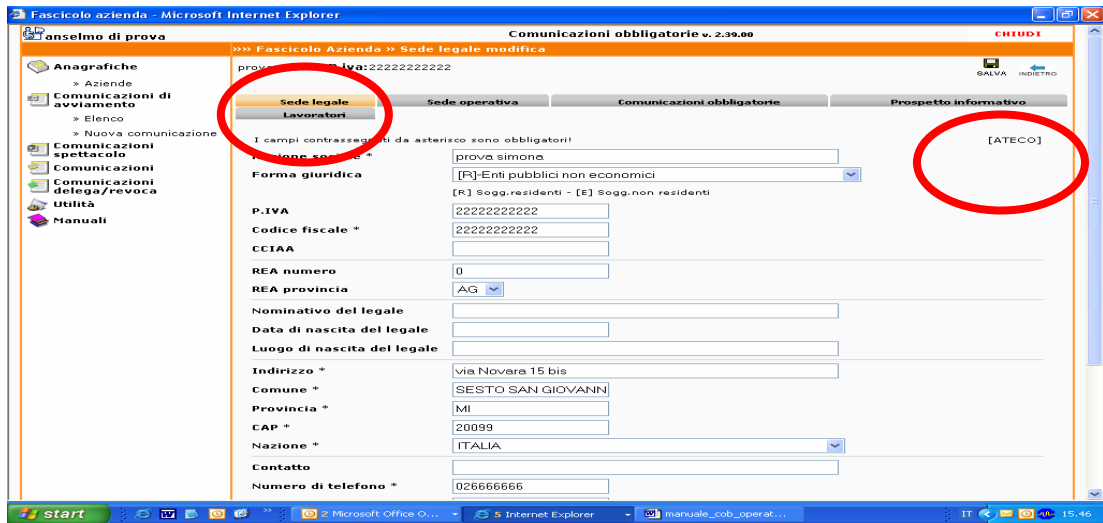 Fascicolo azienda - Microsoft Internet Explorer
anselmo di prova
Comunicazioni obbligatorie v. 2.39.00
CHIUDI
»»» Fascicolo Azienda » Sede legale modifica
Anagrafiche
» Aziende
Comunicazioni di avviamento
» Elenco
» Nuova comunicazione
Comunicazioni spettacolo
Comunicazioni
Comunicazioni delega/revoca
Utilità
Manuali
iva:22222222222
SALVA INDIETRO
Sede legale Sede operativa Comunicazioni obbligatorie Prospetto informativo
Lavoratori
I campi contrassegnati da asterisco sono obbligatori!
[ATECO]
prova simona
Forma giuridica [R]-Enti pubblici non economici
[R] Sogg.residenti - [E] Sogg.non residenti
P.IVA 22222222222
Codice fiscale * 22222222222
CCIAA
REA numero 0
REA provincia AG
Nominativo del legale
Data di nascita del legale
Luogo di nascita del legale
Indirizzo * via Novara 15 bis
Comune * SESTO SAN GIOVANN
Provincia * MI
CAP * 20099
Nazione * ITALIA
Contatto
Numero di telefono * 026666666
start 2 Microsoft Office O... 5 Internet Explorer manuale_cob_operat... IT 15.46